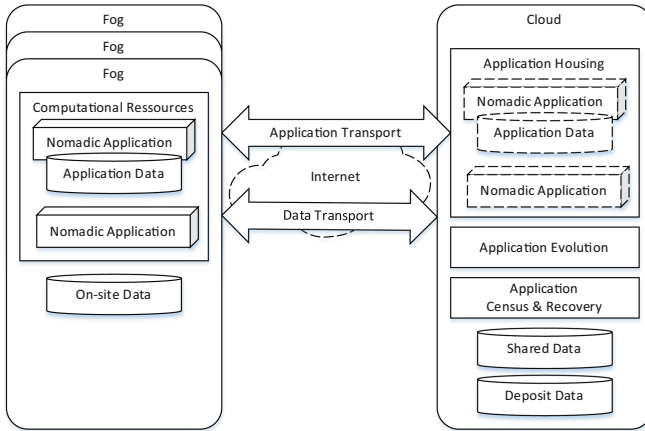 Fog
Fog
Fog
Computational Ressources
Nomadic Application
Application Data
Nomadic Application
On-site Data
Application Transport
Internet
Data Transport
Cloud
Application Housing
Nomadic Application
Application Data
Nomadic Application
Application Evolution
Application
Census & Recovery
Shared Data
Deposit Data